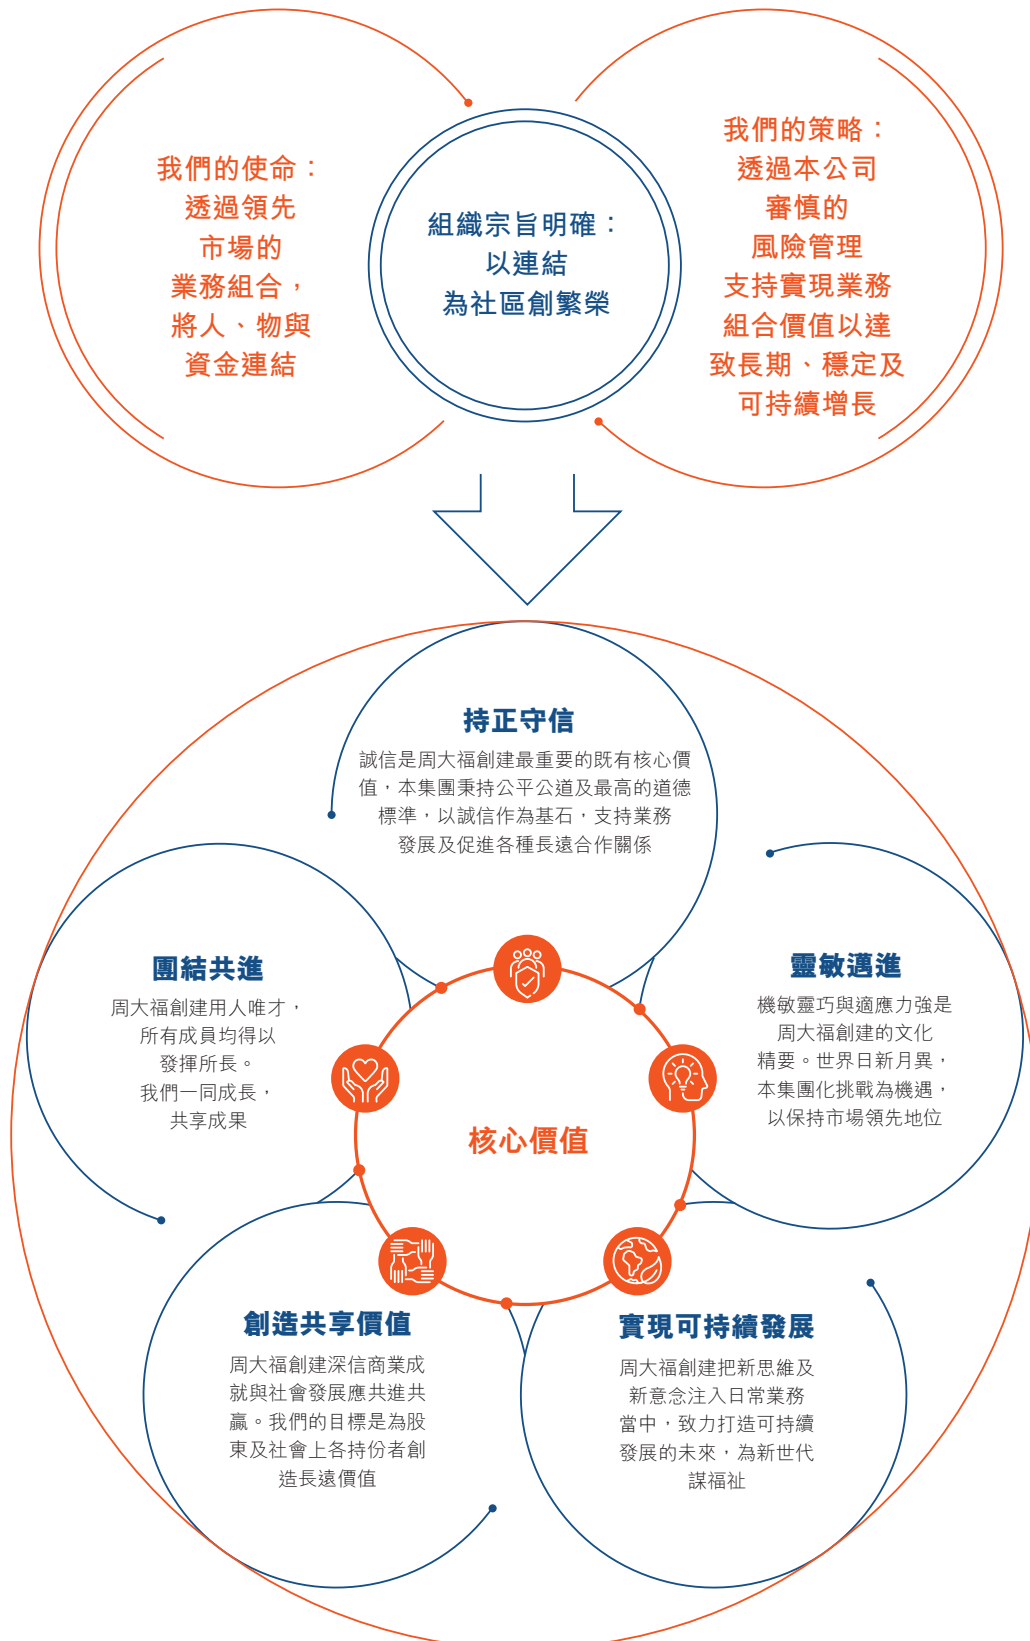 我們的使命：
透過領先
市場的
業務組合，
將人、物與
資金連結
組織宗旨明確：
以連結
為社區創繁榮
我們的策略：
透過本公司
審慎的
風險管理
支持實現業務
組合價值以達
致長期、穩定及
可持續增長
持正守信
誠信是周大福創建最重要的既有核心價
值，本集團秉持公平公道及最高的道德
標準，以誠信作為基石，支持業務
發展及促進各種長遠合作關係
團結共進
周大福創建用人唯才，
所有成員均得以
發揮所長。
我們一同成長，
共享成果
靈敏邁進
機敏靈巧與適應力強是
周大福創建的文化
精要。世界日新月異，
本集團化挑戰為機遇，
以保持市場領先地位
核心價值
創造共享價值
周大福創建深信商業成
就與社會發展應共進共
贏。我們的目標是為股
東及社會上各持份者創
造長遠價值
實現可持續發展
周大福創建把新思維及
新意念注入日常業務
當中，致力打造可持續
發展的未來，為新世代
謀福祉